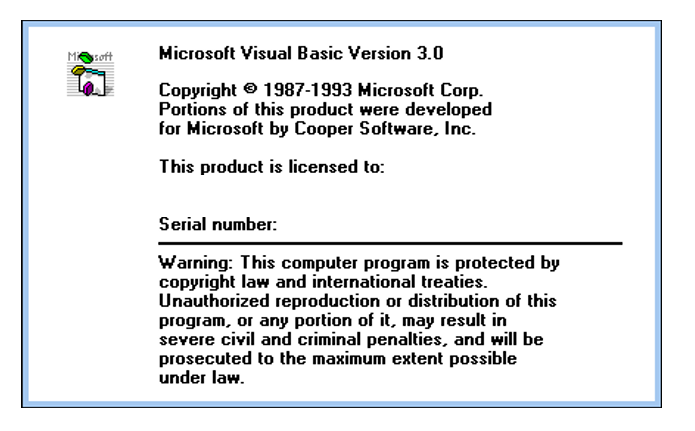 Microsoft
Microsoft Visual Basic Version 3.0
Copyright © 1987-1993 Microsoft Corp.
Portions of this product were developed
for Microsoft by Cooper Software, Inc.
This product is licensed to:
Serial number:
Warning: This computer program is protected by
copyright law and international treaties.
Unauthorized reproduction or distribution of this
program, or any portion of it, may result in
severe civil and criminal penalties, and will be
prosecuted to the maximum extent possible
under law.